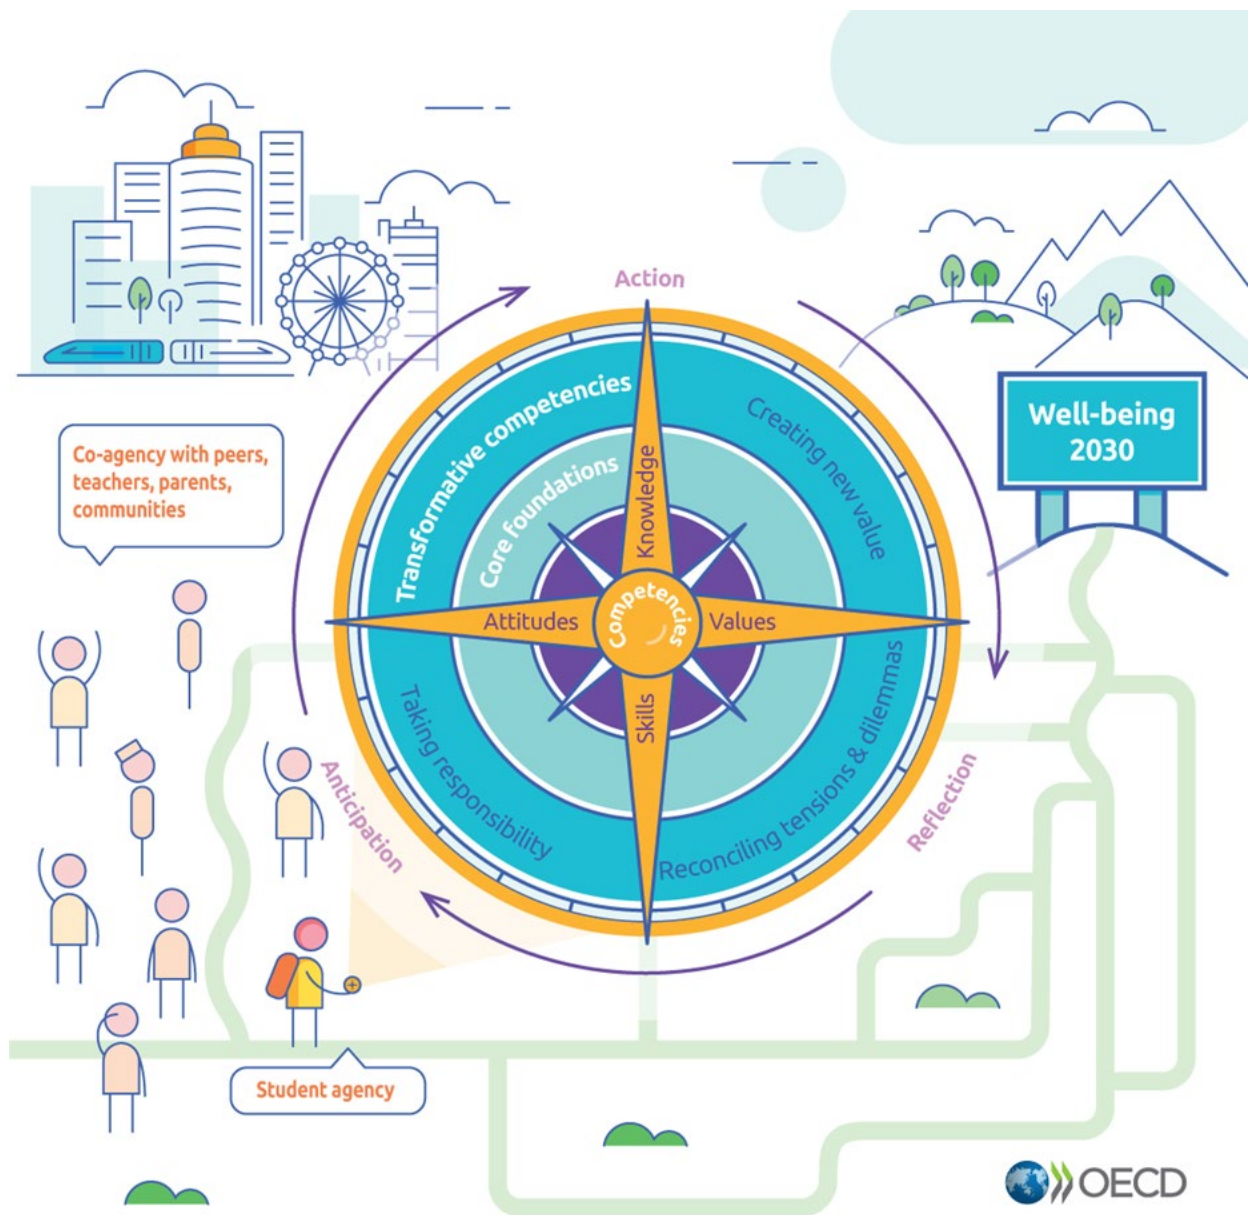 Action
Transformative competencies
Creating new value
Well-being
2030
Core foundations
Knowledge
Co-agency with peers,
teachers, parents,
communities
Attitudes
Competencies
Values
Skills
Taking responsibility
Reconciling tensions & dilemmas
Anticipation
Reflection
Student agency
OECD